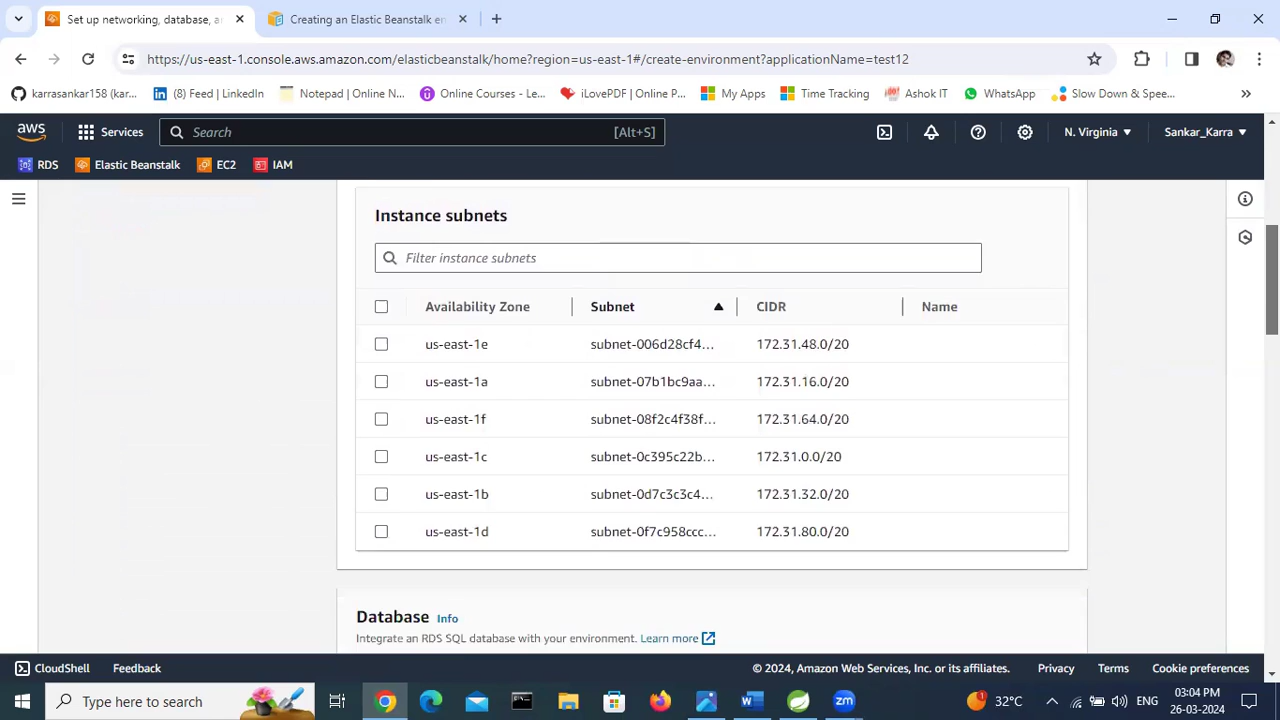 Set up networking, database, a
Creating an Elastic Beanstalk en
https://us-east-1.console.aws.amazon.com/elasticbeanstalk/home?region=us-east-1#/create-environment?applicationName=test12
karrasankar158 (kar...
(8) Feed | LinkedIn
Notepad | Online N...
Online Courses - Le...
iLovePDF | Online P...
My Apps
Time Tracking
Ashok IT
WhatsApp
Slow Down & Spee...
aws
Services
Search
[Alt+S]
N. Virginia
Sankar_Karra
RDS
Elastic Beanstalk
EC2
IAM
Instance subnets
Filter instance subnets
Availability Zone Subnet CIDR Name
us-east-1e subnet-006d28cf4... 172.31.48.0/20
us-east-1a subnet-07b1bc9aa... 172.31.16.0/20
us-east-1f subnet-08f2c4f38f... 172.31.64.0/20
us-east-1c subnet-0c395c22b... 172.31.0.0/20
us-east-1b subnet-0d7c3c3c4... 172.31.32.0/20
us-east-1d subnet-0f7c958ccc... 172.31.80.0/20
Database Info
Integrate an RDS SQL database with your environment. Learn more
CloudShell
Feedback
© 2024, Amazon Web Services, Inc. or its affiliates.
Privacy
Terms
Cookie preferences
Type here to search
zm
1
32°C
ENG
03:04 PM
26-03-2024